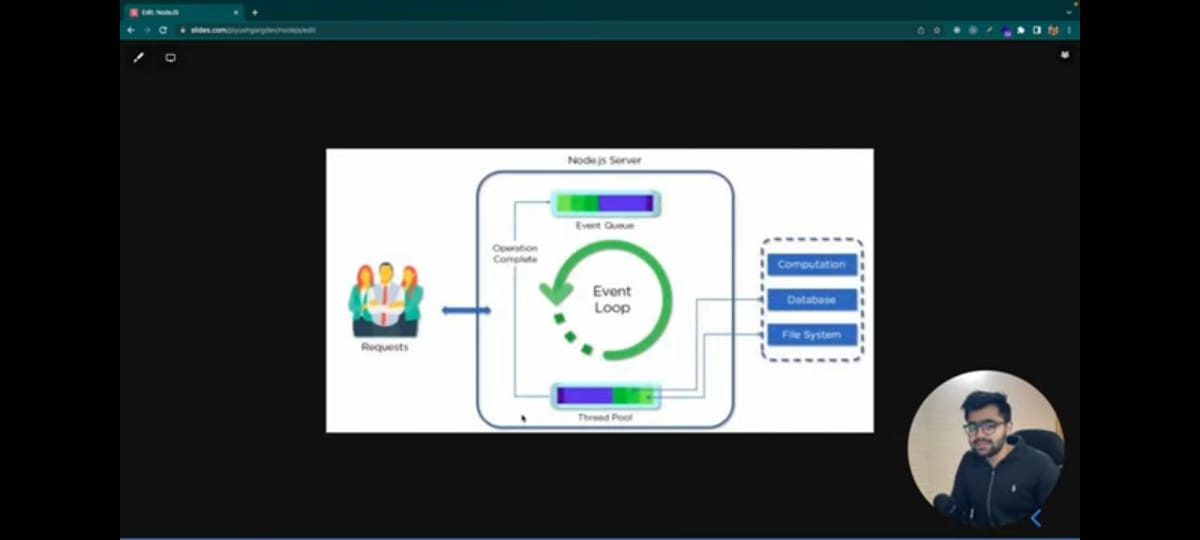 Edit: NodeJS
slides.com/piyushgargdev/nodejs/edit
Node.js Server
Event Queue
Operation
Complete
Event
Loop
Computation
Database
File System
Requests
Thread Pool